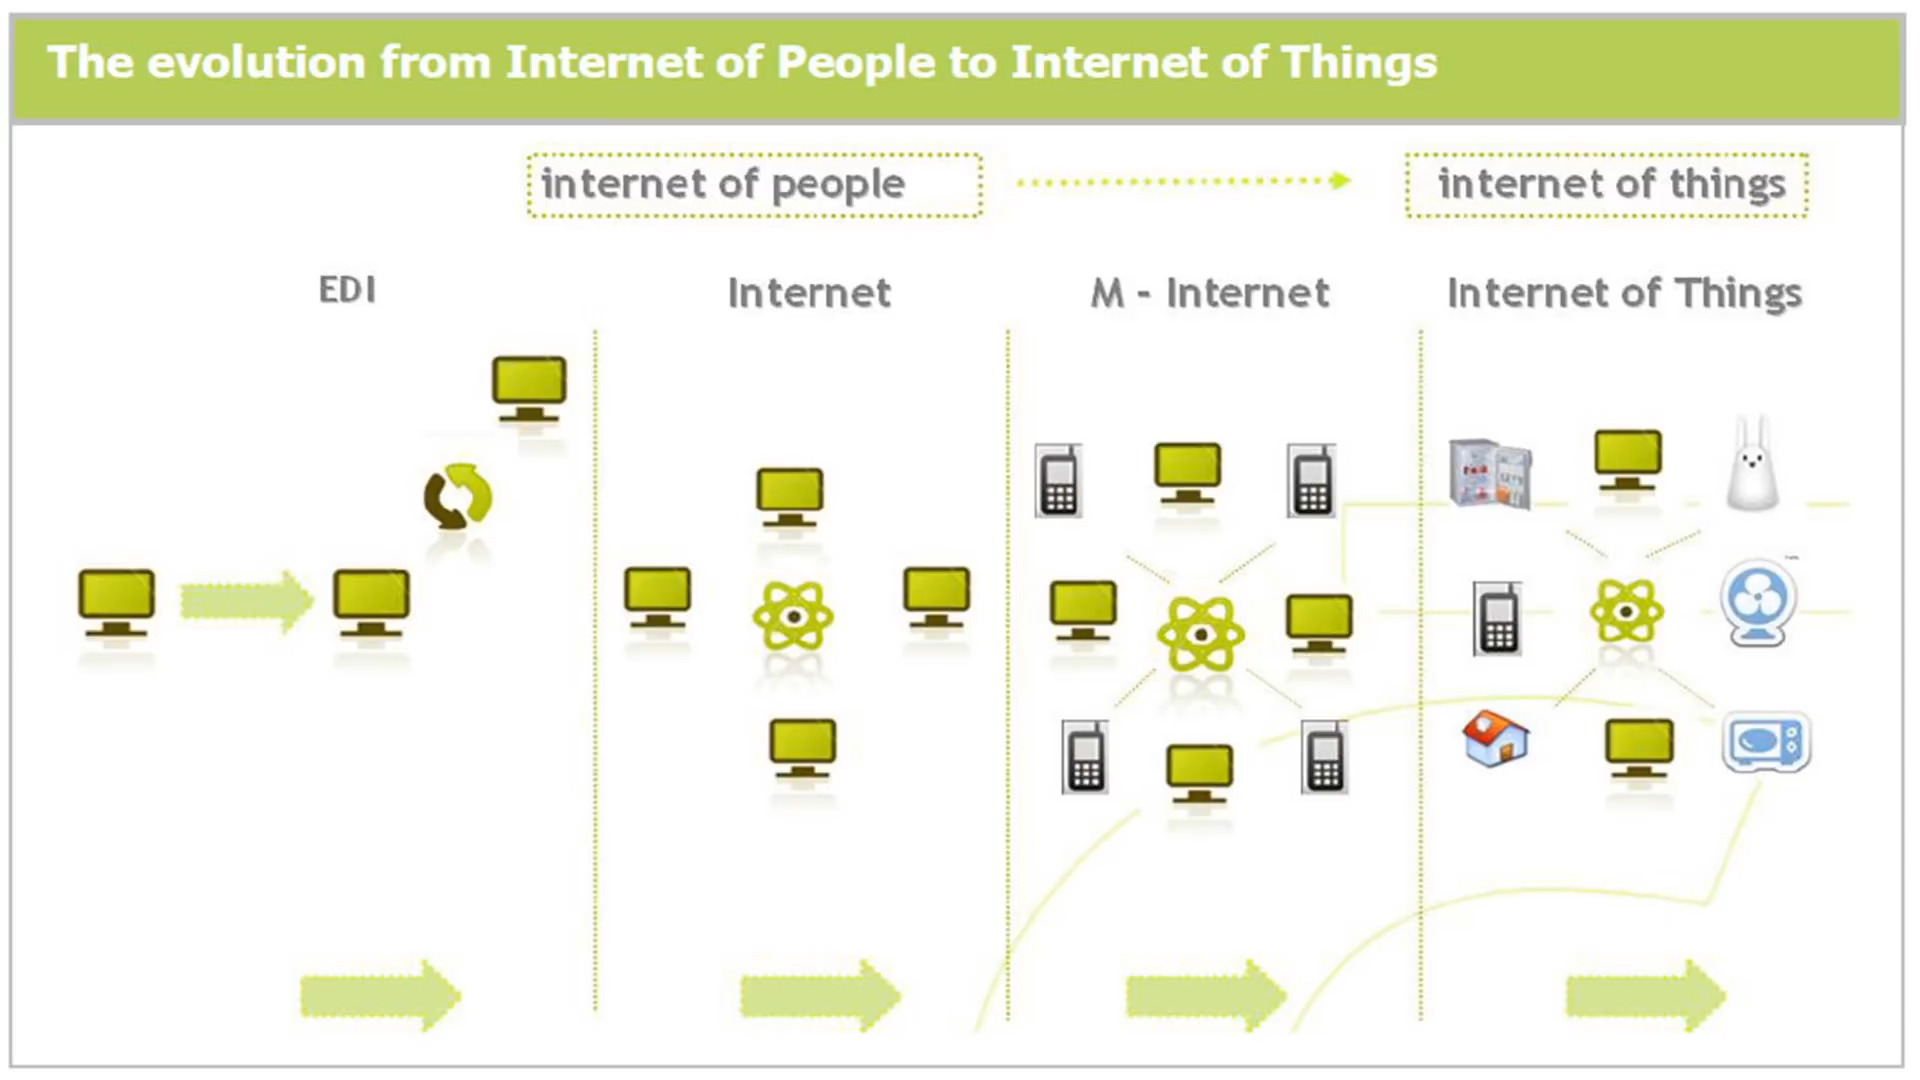 The evolution from Internet of People to Internet of Things
internet of people
internet of things
EDI
Internet
M - Internet
Internet of Things